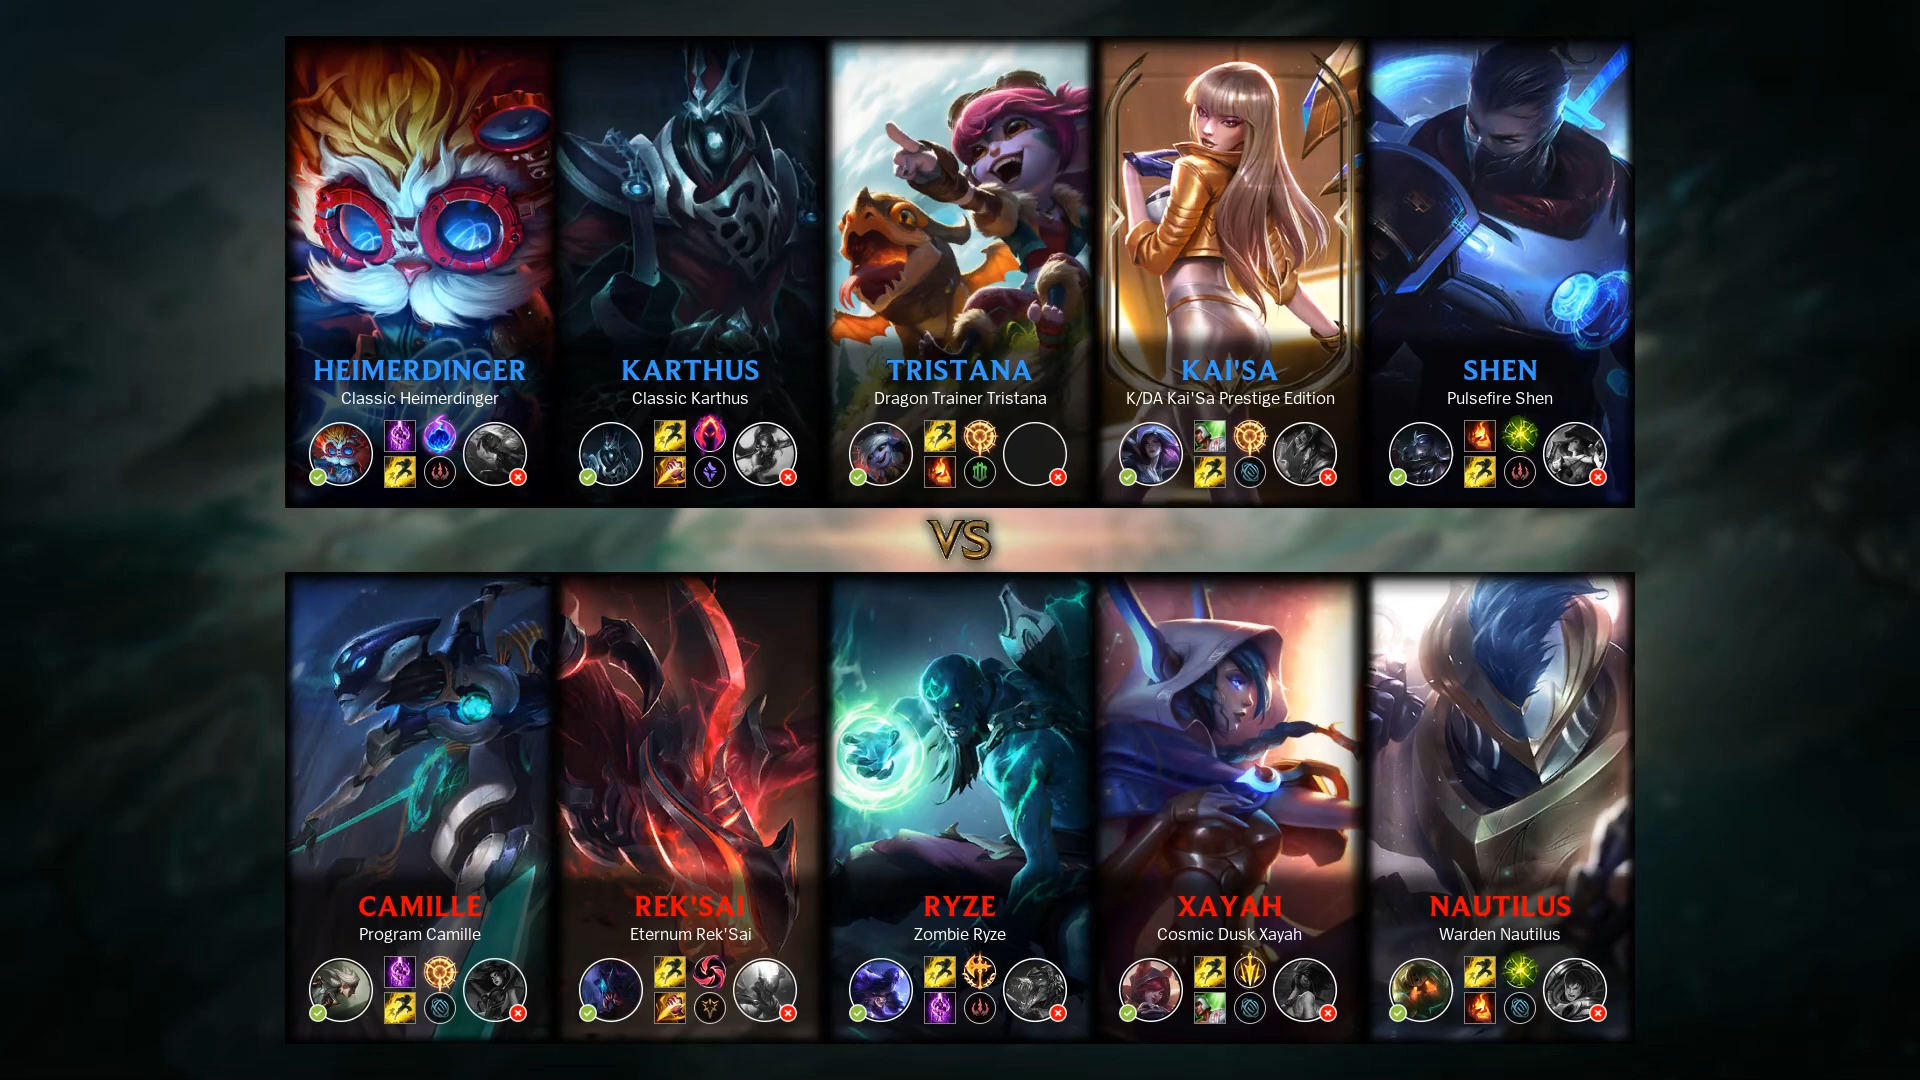 HEIMERDINGER
Classic Heimerdinger
KARTHUS
Classic Karthus
TRISTANA
Dragon Trainer Tristana
KAI'SA
K/DA Kai'Sa Prestige Edition
SHEN
Pulsefire Shen
VS
CAMILLE
Program Camille
REK'SAI
Eternum Rek'Sai
RYZE
Zombie Ryze
XAYAH
Cosmic Dusk Xayah
NAUTILUS
Warden Nautilus